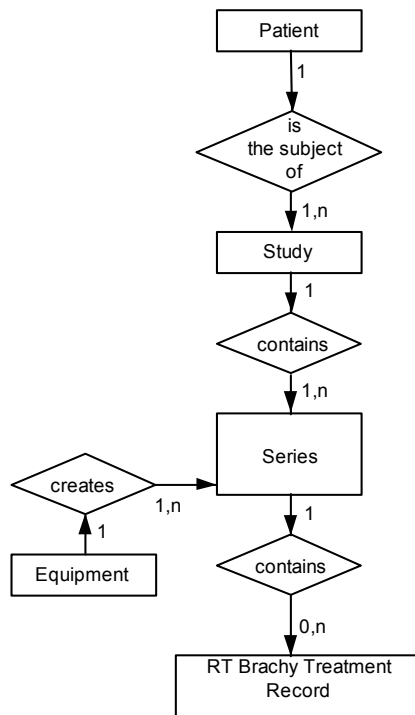 Patient
1
is
the subject
of
1,n
Study
1
contains
1,n
Series
creates
1,n
1
Equipment
1
contains
0,n
RT Brachy Treatment
Record